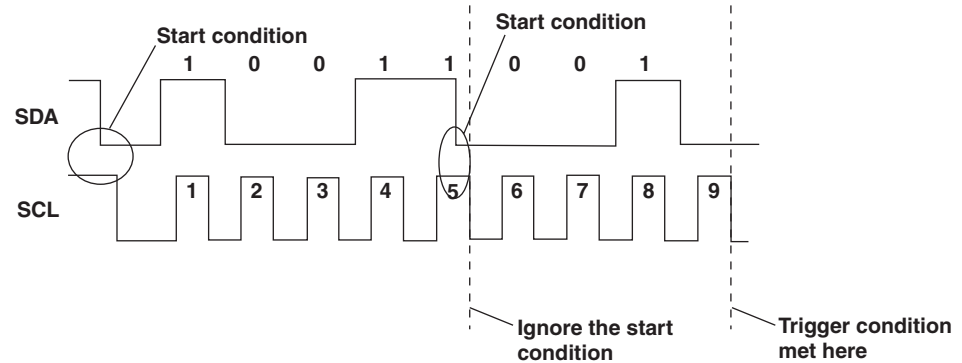 Start condition
Start condition
1 0 0 1 1 0 0 1
SDA
SCL
1 2 3 4 5 6 7 8 9
Ignore the start
condition
Trigger condition
met here